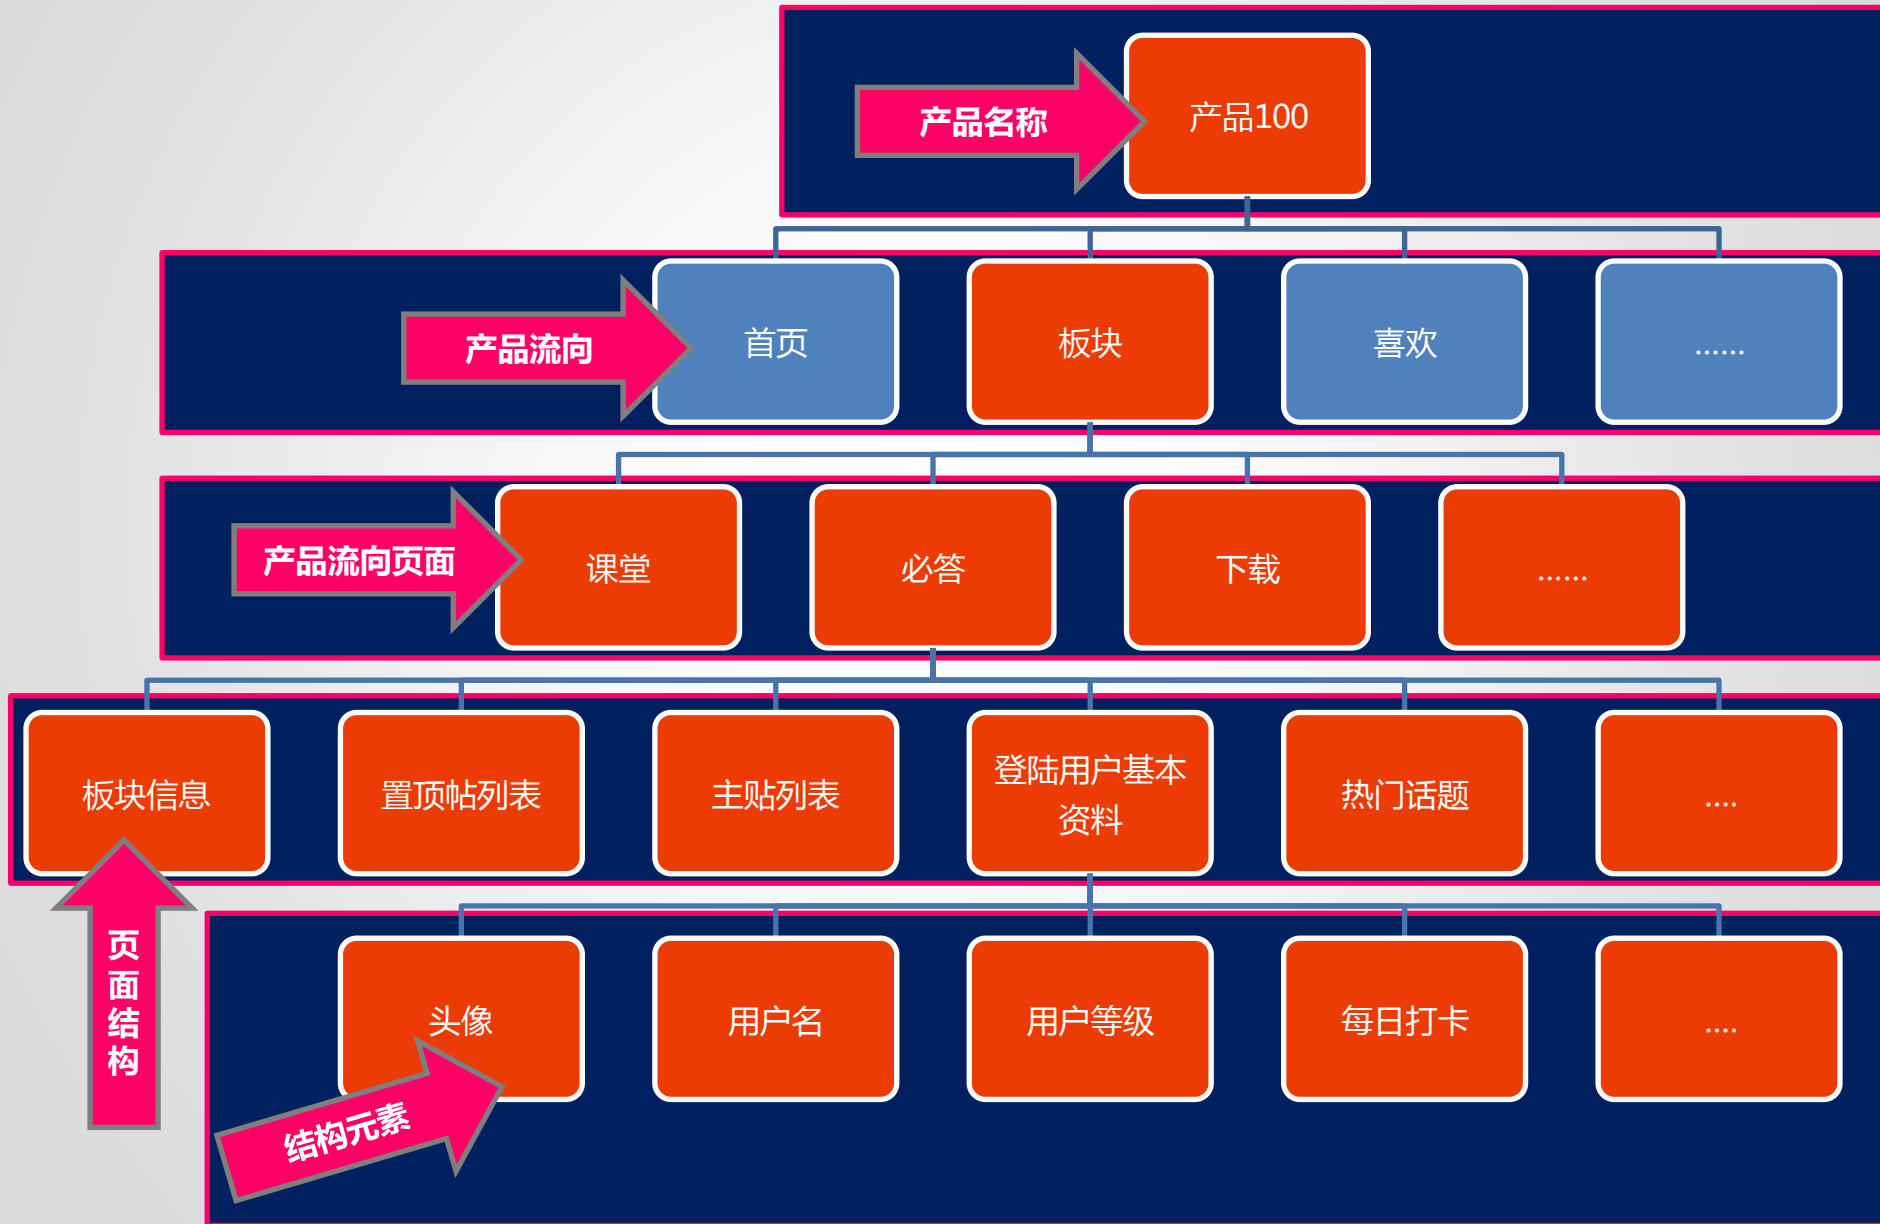 产品名称
产品100
产品流向
首页
板块
喜欢
......
产品流向页面
课堂
必答
下载
......
板块信息
置顶帖列表
主贴列表
登陆用户基本
资料
热门话题
....
页面结构
头像
用户名
用户等级
每日打卡
....
结构元素